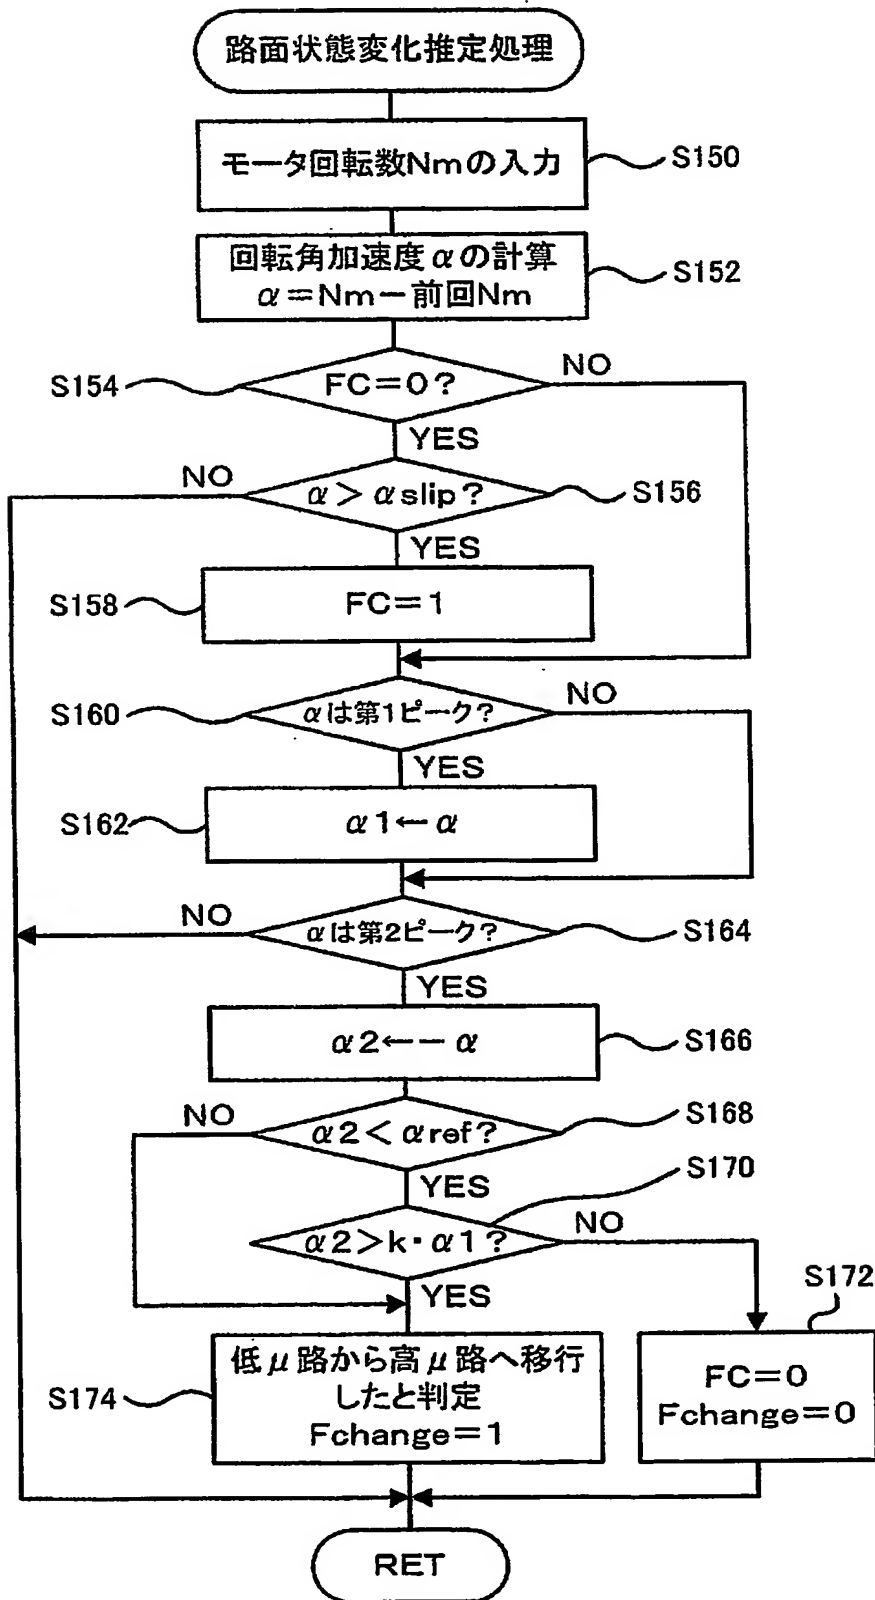 路面状態変化推定処理
モータ回転数Nmの入力
S150
回転角加速度αの計算
α=Nm-前回Nm
S152
S154
FC=0?
NO
YES
NO
α>αslip?
S156
YES
S158
FC=1
S160
αは第1ピーク?
NO
YES
S162
α1←α
NO
αは第2ピーク?
S164
YES
α2←-α
S166
NO
α2<αref?
S168
YES
S170
α2>k・α1?
NO
YES
S172
FC=0
Fchange=0
S174
低μ路から高μ路へ移行
したと判定
Fchange=1
RET